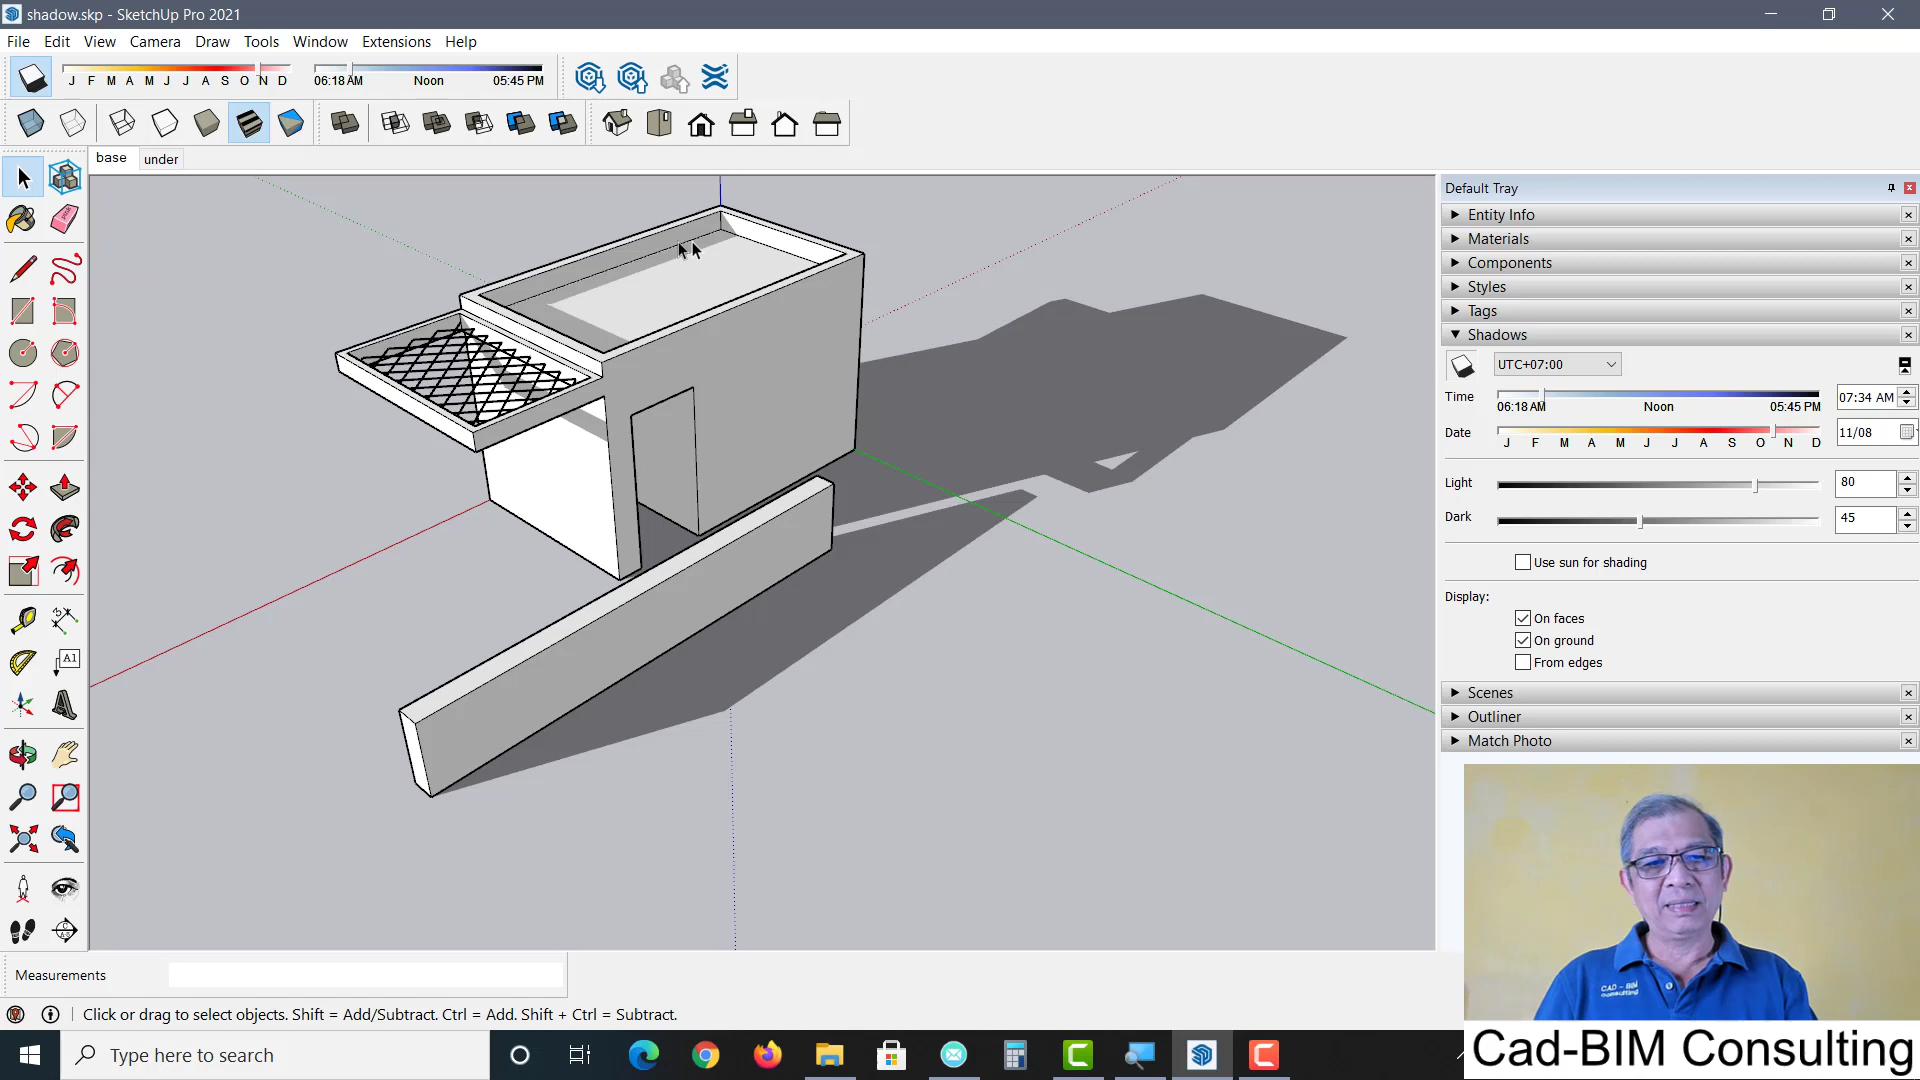 shadow.skp - SketchUp Pro 2021
File Edit View Camera Draw Tools Window Extensions Help
J F M A M J J A S O N D 06:18 AM Noon 05:45 PM
base under
Default Tray
Entity Info
Materials
Components
Styles
Tags
Shadows
UTC+07:00
Time 07:34 AM
06:18 AM Noon 05:45 PM
Date 11/08
J F M A M J J A S O N D
Light 80
Dark 45
Use sun for shading
Display:
On faces
On ground
From edges
Scenes
Outliner
Match Photo
A1
CAD - BIM
consulting
Measurements
Click or drag to select objects. Shift = Add/Subtract. Ctrl = Add. Shift + Ctrl = Subtract.
Type here to search
Cad-BIM Consulting